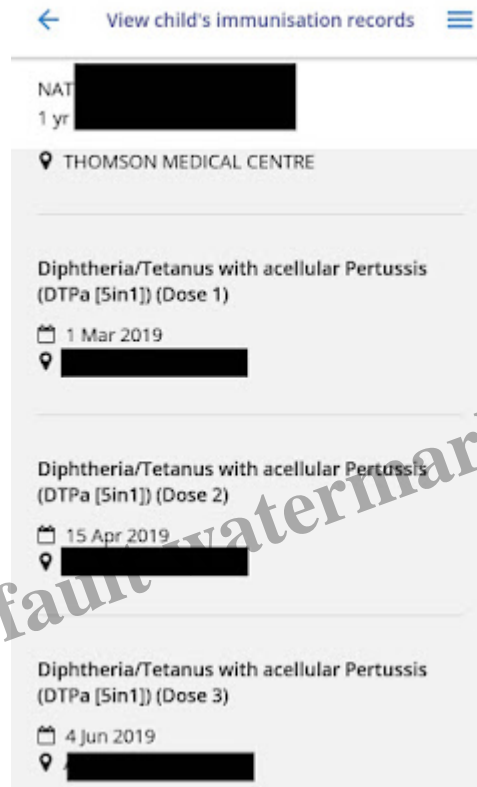 View child's immunisation records
NAT
1 yr
THOMSON MEDICAL CENTRE
Diphtheria/Tetanus with acellular Pertussis
(DTPa [5in1]) (Dose 1)
1 Mar 2019
Diphtheria/Tetanus with acellular Pertussis
(DTPa [5in1]) (Dose 2)
15 Apr 2019
Diphtheria/Tetanus with acellular Pertussis
(DTPa [5in1]) (Dose 3)
4 Jun 2019